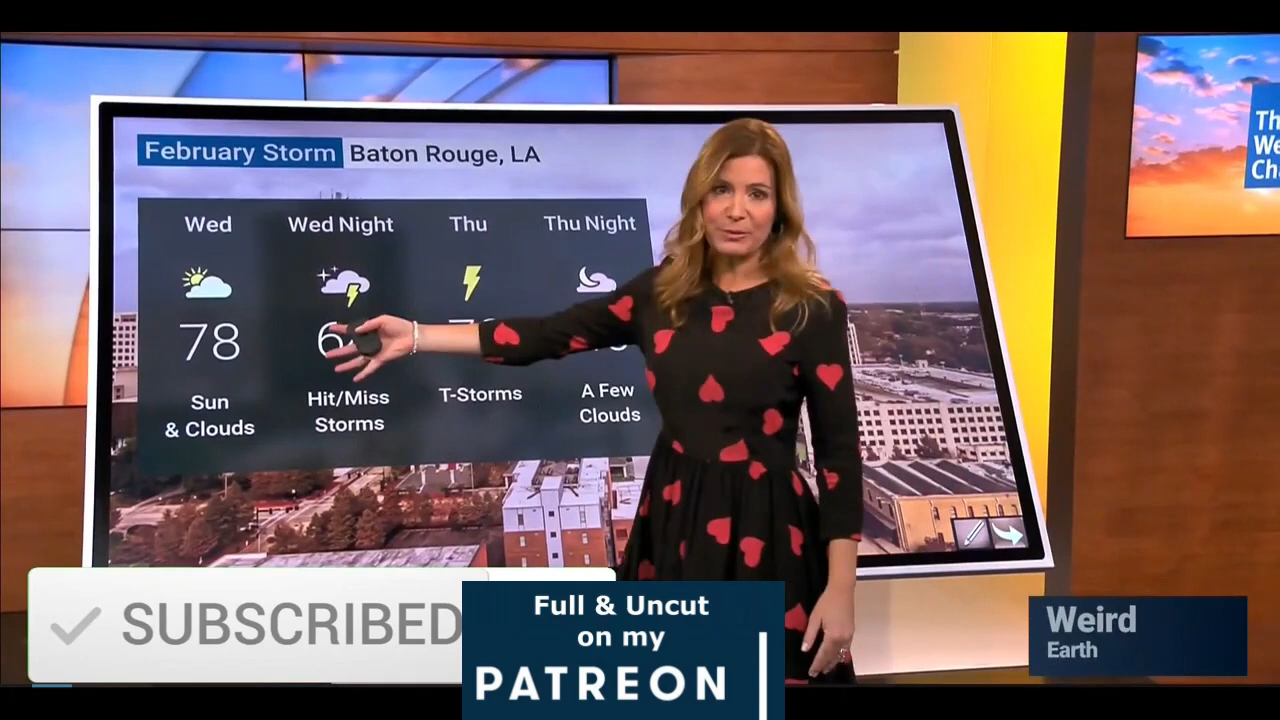 February Storm Baton Rouge, LA
Wed Wed Night Thu Thu Night
78
Sun
& Clouds
Hit/Miss
Storms
T-Storms
A Few
Clouds
SUBSCRIBED
Full & Uncut
on my
PATREON
Weird
Earth